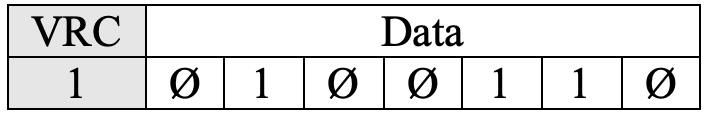 VRC Data
1 Ø 1 Ø Ø 1 1 Ø